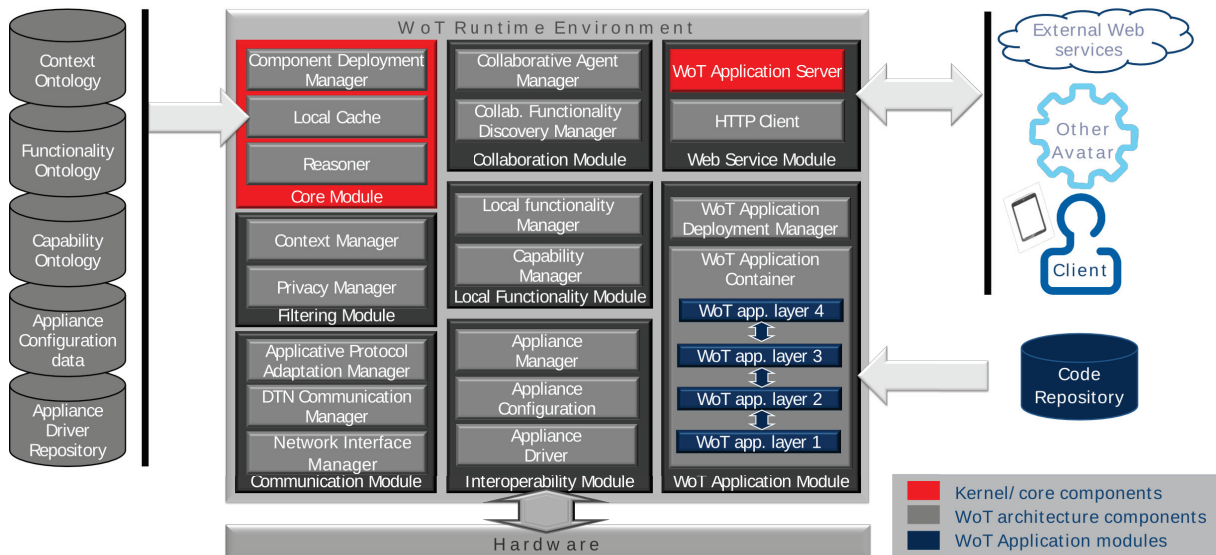 Context
Ontology
Functionality
Ontology
Capability
Ontology
Appliance
Configuration
data
Appliance
Driver
Repository
WoT Runtime Environment
Component Deployment
Manager
Local Cache
Reasoner
Core Module
Context Manager
Privacy Manager
Filtering Module
Applicative Protocol
Adaptation Manager
DTN Communication
Manager
Network Interface
Manager
Communication Module
Collaborative Agent
Manager
Collab. Functionality
Discovery Manager
Collaboration Module
Local functionality
Manager
Capability
Manager
Local Functionality Module
Appliance
Manager
Appliance
Configuration
Appliance
Driver
Interoperability Module
WoT Application Server
HTTP Client
Web Service Module
WoT Application
Deployment Manager
WoT Application
Container
WoT app. layer 4
WoT app. layer 3
WoT app. layer 2
WoT app. layer 1
WoT Application Module
Hardware
External Web
services
Other
Avatar
Client
Code
Repository
Kernel/ core components
WoT architecture components
WoT Application modules